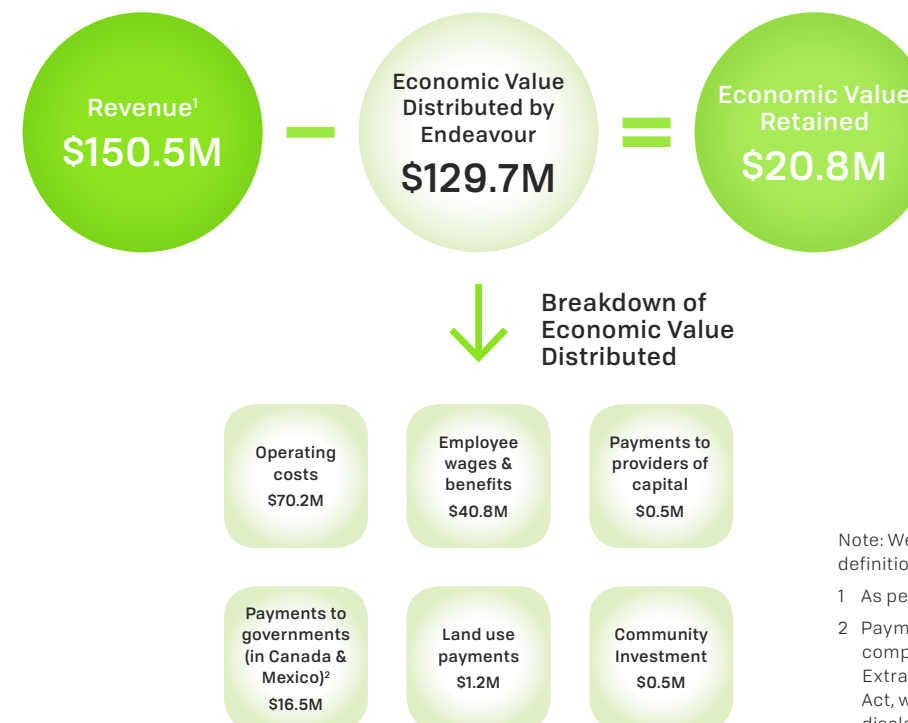 Revenue¹
$150.5M
Economic Value
Distributed by
Endeavour
$129.7M
Economic Value
Retained
$20.8M
Breakdown of
Economic Value
Distributed
Operating
costs
$70.2M
Employee
wages &
benefits
$40.8M
Payments to
providers of
capital
$0.5M
Payments to
governments
(in Canada &
Mexico)²
$16.5M
Land use
payments
$1.2M
Community
Investment
$0.5M
Note: We
definitio
1 As pe
2 Paym
comp
Extra
Act, w